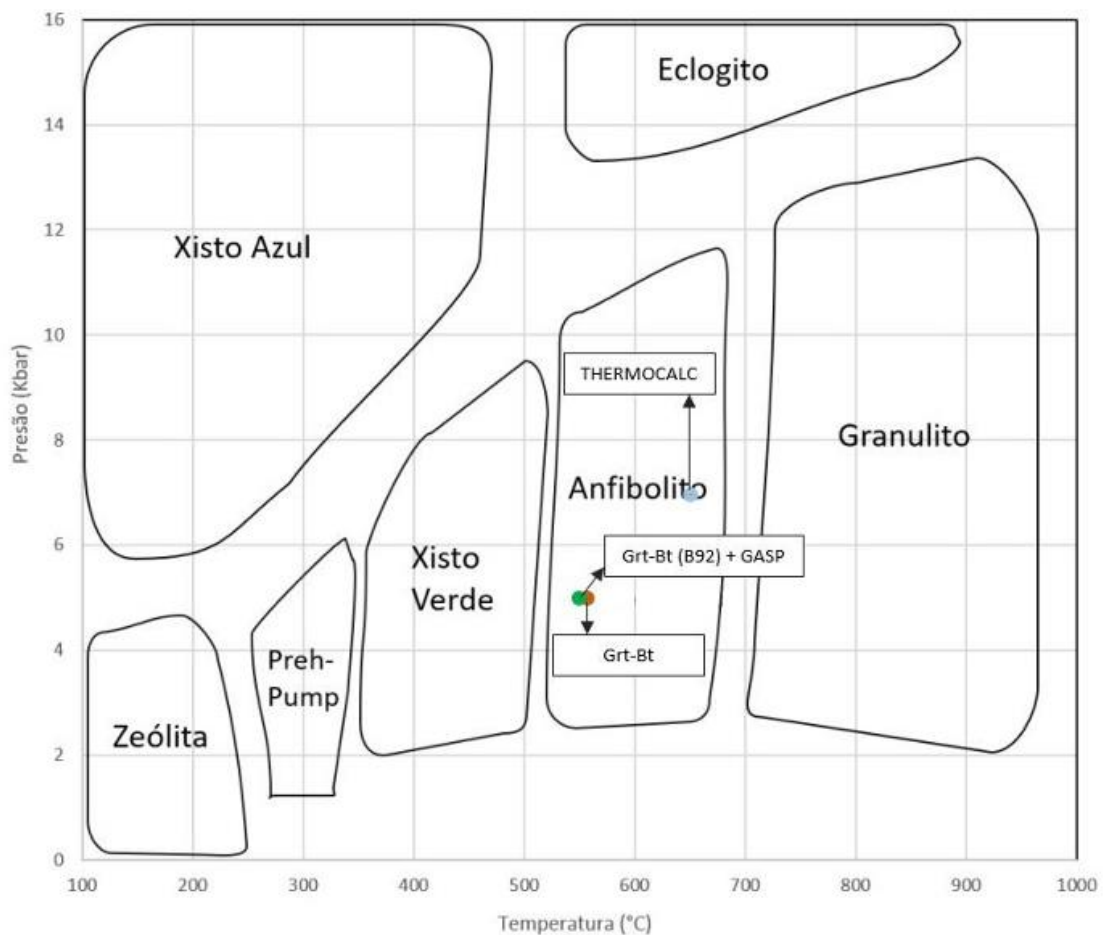 16
14
12
10
8
6
4
2
0
Presão (Kbar)
Eclogito
Xisto Azul
THERMOCALC
Granulito
Anfibolito
Xisto
Verde
Grt-Bt (B92) + GASP
Grt-Bt
Preh-
Pump
Zeólita
100 200 300 400 500 600 700 800 900 1000
Temperatura (°C)